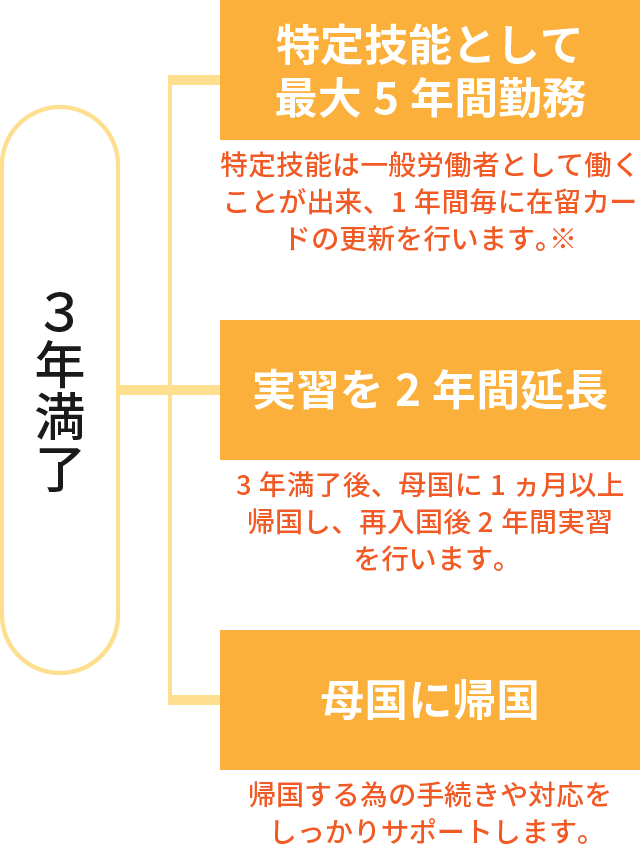 3年満了
特定技能として
最大5年間勤務
特定技能は一般労働者として働く
ことが出来、1年間毎に在留カー
ドの更新を行います。※
実習を2年間延長
3年満了後、母国に1ヵ月以上
帰国し、再入国後2年間実習
を行います。
母国に帰国
帰国する為の手続きや対応を
しっかりサポートします。